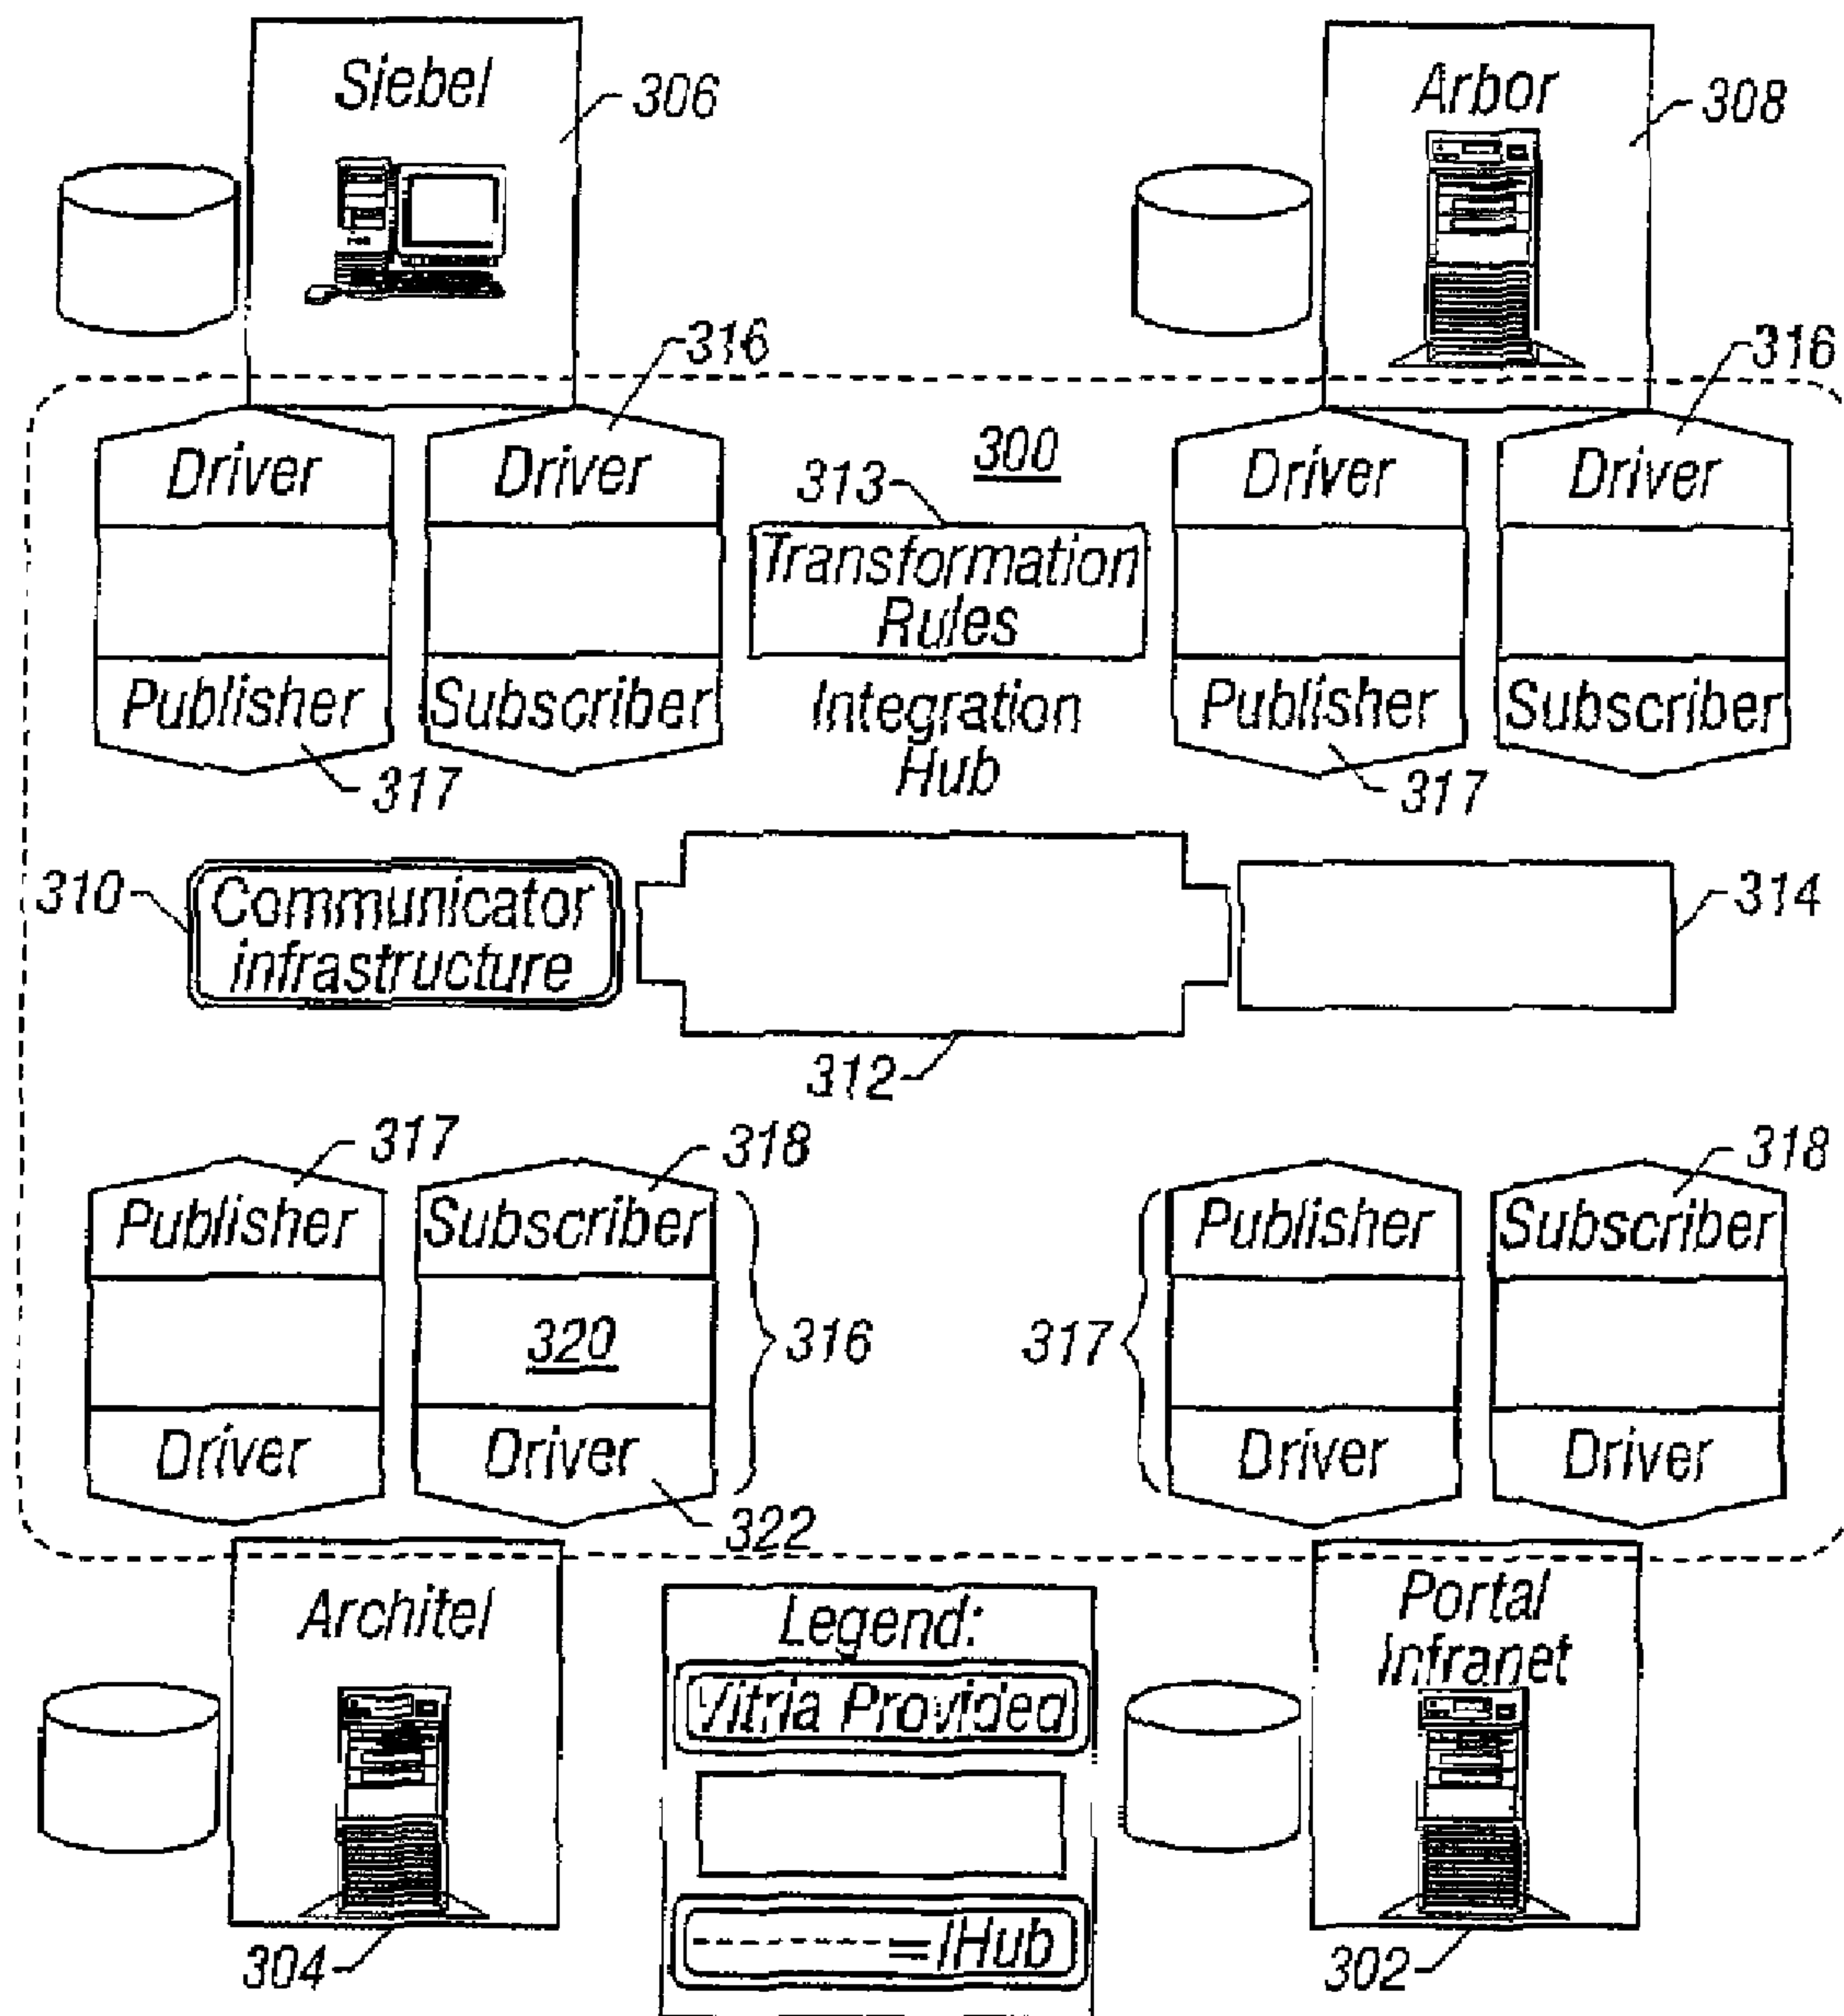 Siebel
306
Arbor
308
316
316
Driver
Driver
300
Driver
Driver
313
Transformation
Rules
Publisher
Subscriber
Integration
Hub
Publisher
Subscriber
317
317
310
Communicator
infrastructure
314
312
317
318
318
Publisher
Subscriber
Publisher
Subscriber
320
316
317
Driver
Driver
Driver
Driver
322
Architel
Legend:
Portal
Infranet
Vitria Provided
--------=IHub
304
302